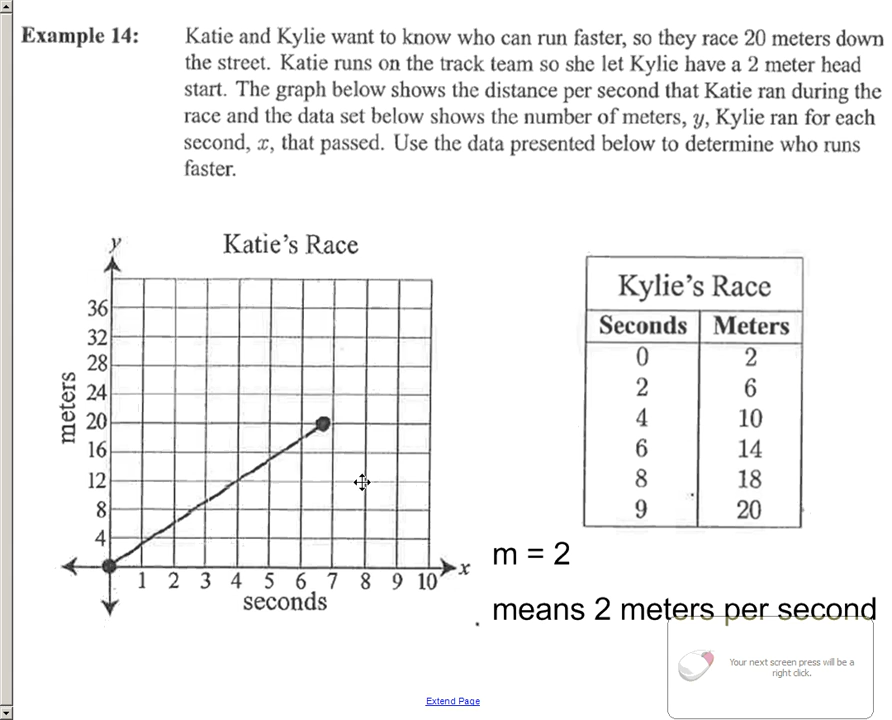 Example 14: Katie and Kylie want to know who can run faster, so they race 20 meters down
the street. Katie runs on the track team so she let Kylie have a 2 meter head
start. The graph below shows the distance per second that Katie ran during the
race and the data set below shows the number of meters, y, Kylie ran for each
second, x, that passed. Use the data presented below to determine who runs
faster.
y
Katie's Race
36
32
28
24
20
16
12
8
4
meters
x
1 2 3 4 5 6 7 8 9 10
seconds
Kylie's Race
Seconds Meters
0 2
2 6
4 10
6 14
8 18
9 20
m = 2
means 2 meters per second
Your next screen press will be a
right click.
Extend Page